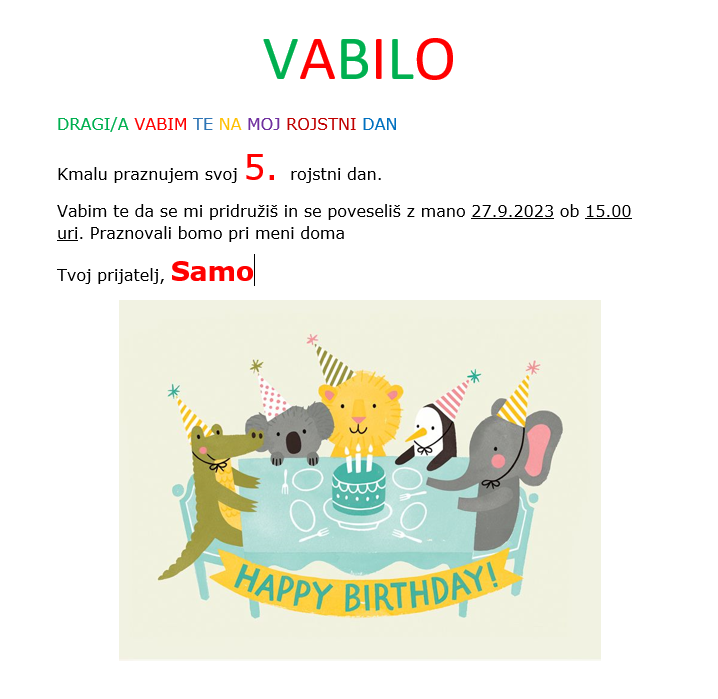 VABILO
DRAGI/A VABIM TE NA MOJ ROJSTNI DAN
Kmalu praznujem svoj 5. rojstni dan.
Vabim te da se mi pridružiš in se poveseliš z mano 27.9.2023 ob 15.00
uri. Praznovali bomo pri meni doma
Tvoj prijatelj, Samo
HAPPY BIRTHDAY!